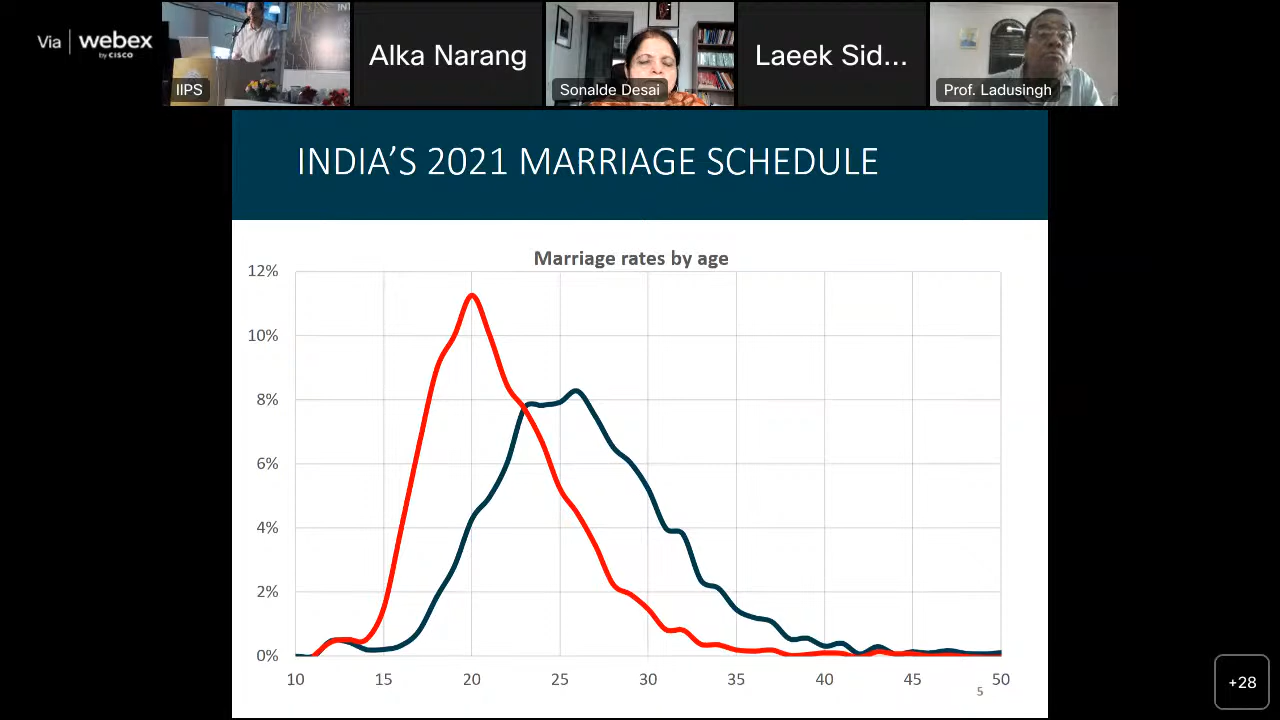 Via webex
by CISCO
IIPS
Alka Narang
Sonalde Desai
Laeek Sid...
Prof. Ladusingh
INDIA’S 2021 MARRIAGE SCHEDULE
Marriage rates by age
12%
10%
8%
6%
4%
2%
0%
10 15 20 25 30 35 40 45 50
5
+28